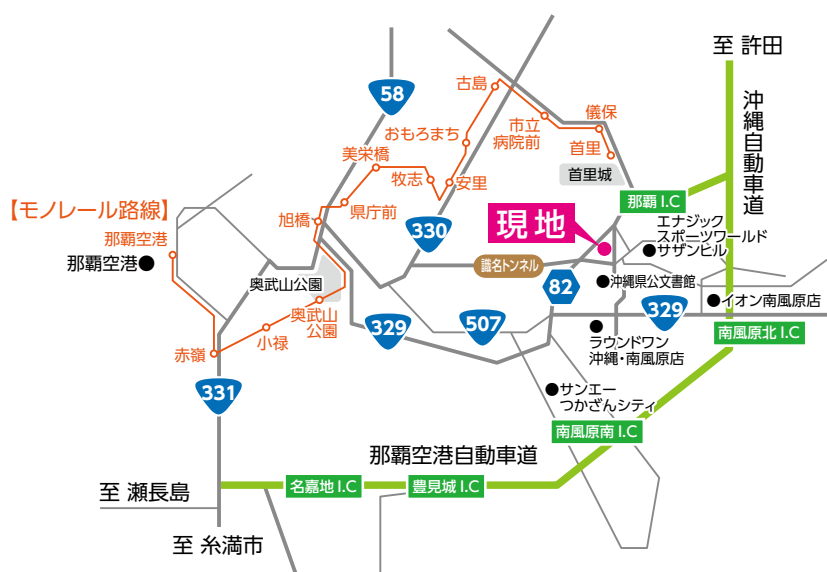 至 許田
沖縄自動車道
58
古島
市立
病院前
儀保
首里
おもろまち
首里城
美栄橋
牧志
安里
県庁前
旭橋
那覇 I.C
【モノレール路線】
那覇空港
那覇空港
330
現地
エナジック
スポーツワールド
サザンヒル
識名トンネル
奥武山公園
82
沖縄県公文書館
イオン南風原店
奥武山
公園
329
507
329
小禄
赤嶺
ラウンドワン
沖縄・南風原店
南風原北 I.C
331
サンエー
つかざんシティ
南風原南 I.C
那覇空港自動車道
名嘉地 I.C
豊見城 I.C
至 瀬長島
至 糸満市